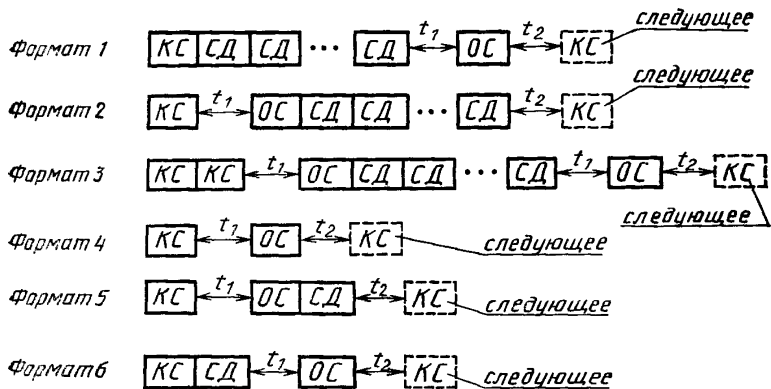 следующее
Формат 1 КС СД СД ... СД t₁ ОС t₂ КС
следующее
Формат 2 КС t₁ ОС СД СД ... СД t₂ КС
Формат 3 КС КС t₁ ОС СД СД ... СД t₁ ОС t₂ КС
следующее
Формат 4 КС t₁ ОС t₂ КС следующее
Формат 5 КС t₁ ОС СД t₂ КС следующее
Формат 6 КС СД t₁ ОС t₂ КС следующее